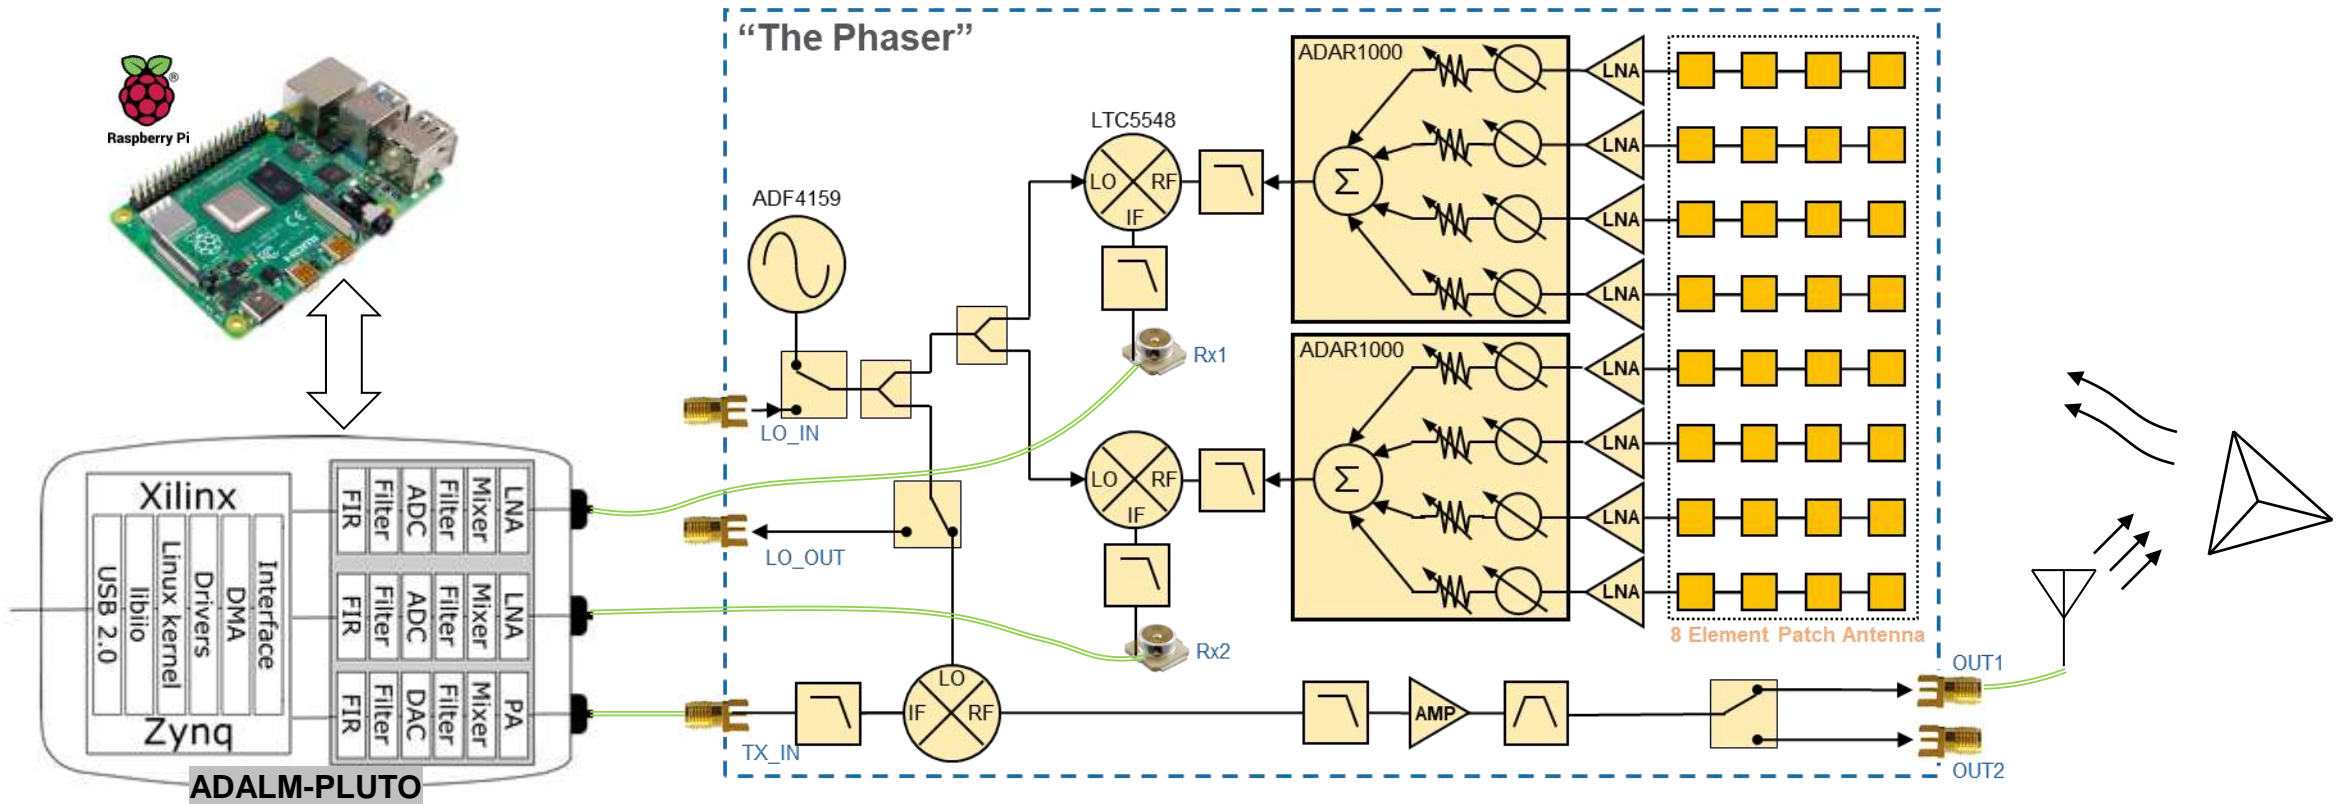 “The Phaser”
Raspberry Pi
®
ADF4159
LO_IN
LO_OUT
LTC5548
LO
RF
IF
Rx1
LO
RF
IF
Rx2
ADAR1000
Σ
LNA
LNA
LNA
LNA
ADAR1000
Σ
LNA
LNA
LNA
LNA
8 Element Patch Antenna
Xilinx
USB 2.0
libiio
Linux kernel
Drivers
DMA
Interface
Zynq
FIR
Filter
ADC
Filter
Mixer
LNA
FIR
Filter
ADC
Filter
Mixer
LNA
FIR
Filter
DAC
Filter
Mixer
PA
ADALM-PLUTO
TX_IN
LO
IF
RF
AMP
OUT1
OUT2